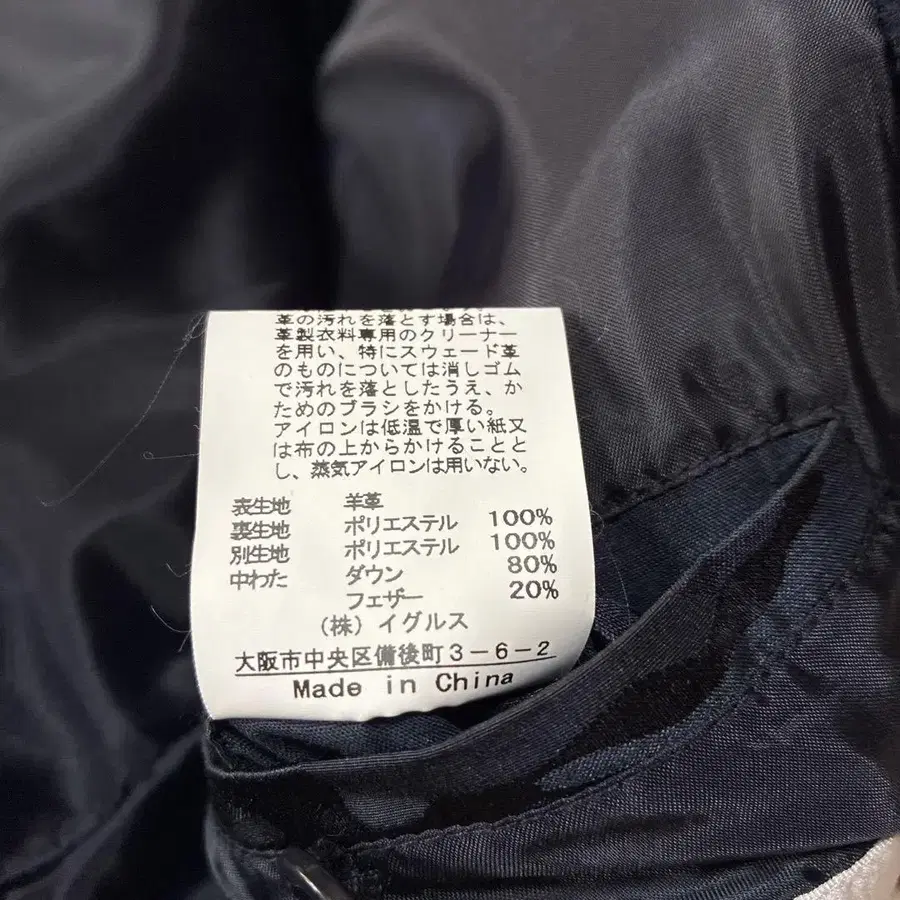 革の汚れを落とす場合は、
革製衣料専用のクリーナー
を用い、特にスウェード革
のものについては消しゴム
で汚れを落としたうえ、か
ためのブラシをかける。
アイロンは低温で厚い紙又
は布の上からかけることと
し、蒸気アイロンは用いない。
表生地 羊革
裏生地 ポリエステル 100%
別生地 ポリエステル 100%
中わた ダウン 80%
フェザー 20%
(株)イグルス
大阪市中央区備後町3-6-2
Made in China